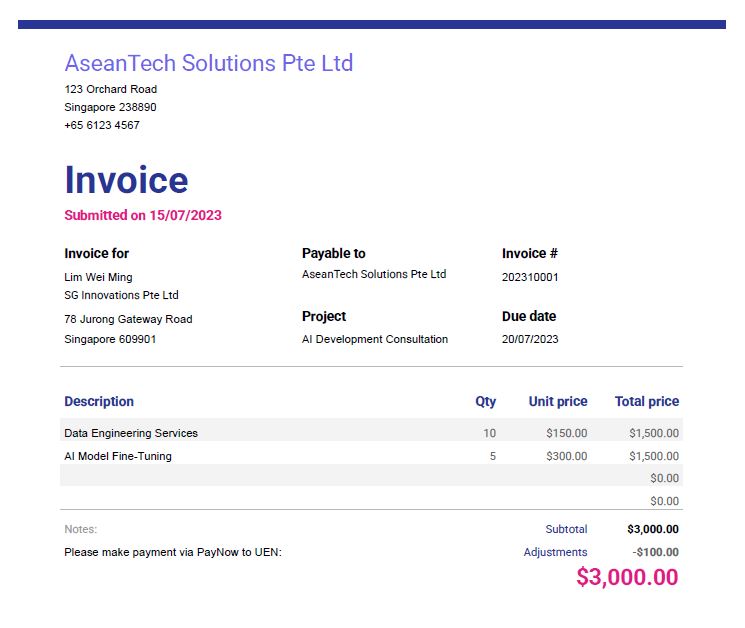 AseanTech Solutions Pte Ltd
123 Orchard Road
Singapore 238890
+65 6123 4567
Invoice
Submitted on 15/07/2023
Invoice for Payable to Invoice #
Lim Wei Ming AseanTech Solutions Pte Ltd 202310001
SG Innovations Pte Ltd
78 Jurong Gateway Road Project Due date
Singapore 609901 AI Development Consultation 20/07/2023
Description Qty Unit price Total price
Data Engineering Services 10 $150.00 $1,500.00
AI Model Fine-Tuning 5 $300.00 $1,500.00
$0.00
$0.00
Notes: Subtotal $3,000.00
Please make payment via PayNow to UEN: Adjustments -$100.00
$3,000.00